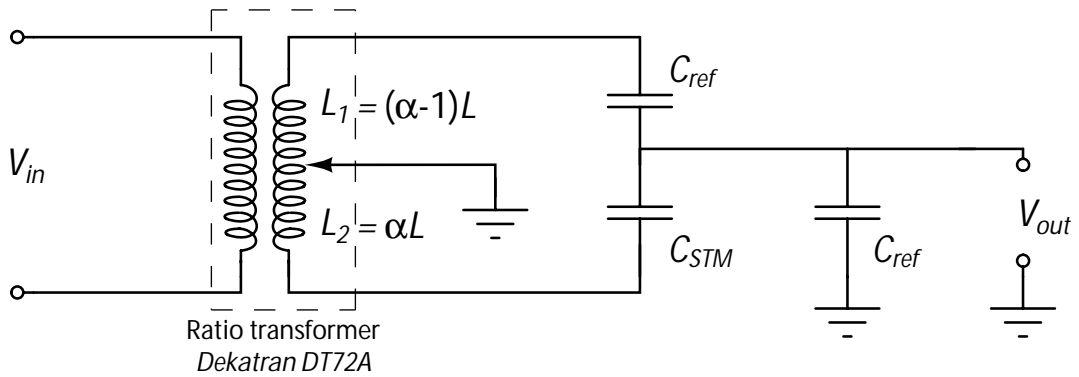 C_ref
L_1 = (α-1)L
V_in
L_2 = αL
C_STM
C_ref
V_out
Ratio transformer
Dekatran DT72A